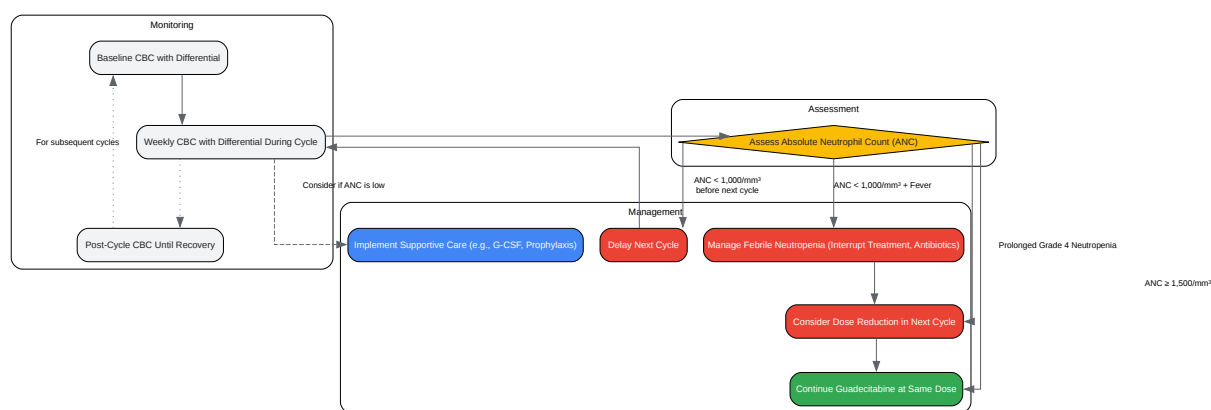 Monitoring
Baseline CBC with Differential
For subsequent cycles
Weekly CBC with Differential During Cycle
Consider if ANC is low
Post-Cycle CBC Until Recovery
Assessment
Assess Absolute Neutrophil Count (ANC)
ANC < 1,000/mm³
before next cycle
ANC < 1,000/mm³ + Fever
Management
Implement Supportive Care (e.g., G-CSF, Prophylaxis)
Delay Next Cycle
Manage Febrile Neutropenia (Interrupt Treatment, Antibiotics)
Prolonged Grade 4 Neutropenia
ANC ≥ 1,500/mm³
Consider Dose Reduction in Next Cycle
Continue Guadecitabine at Same Dose